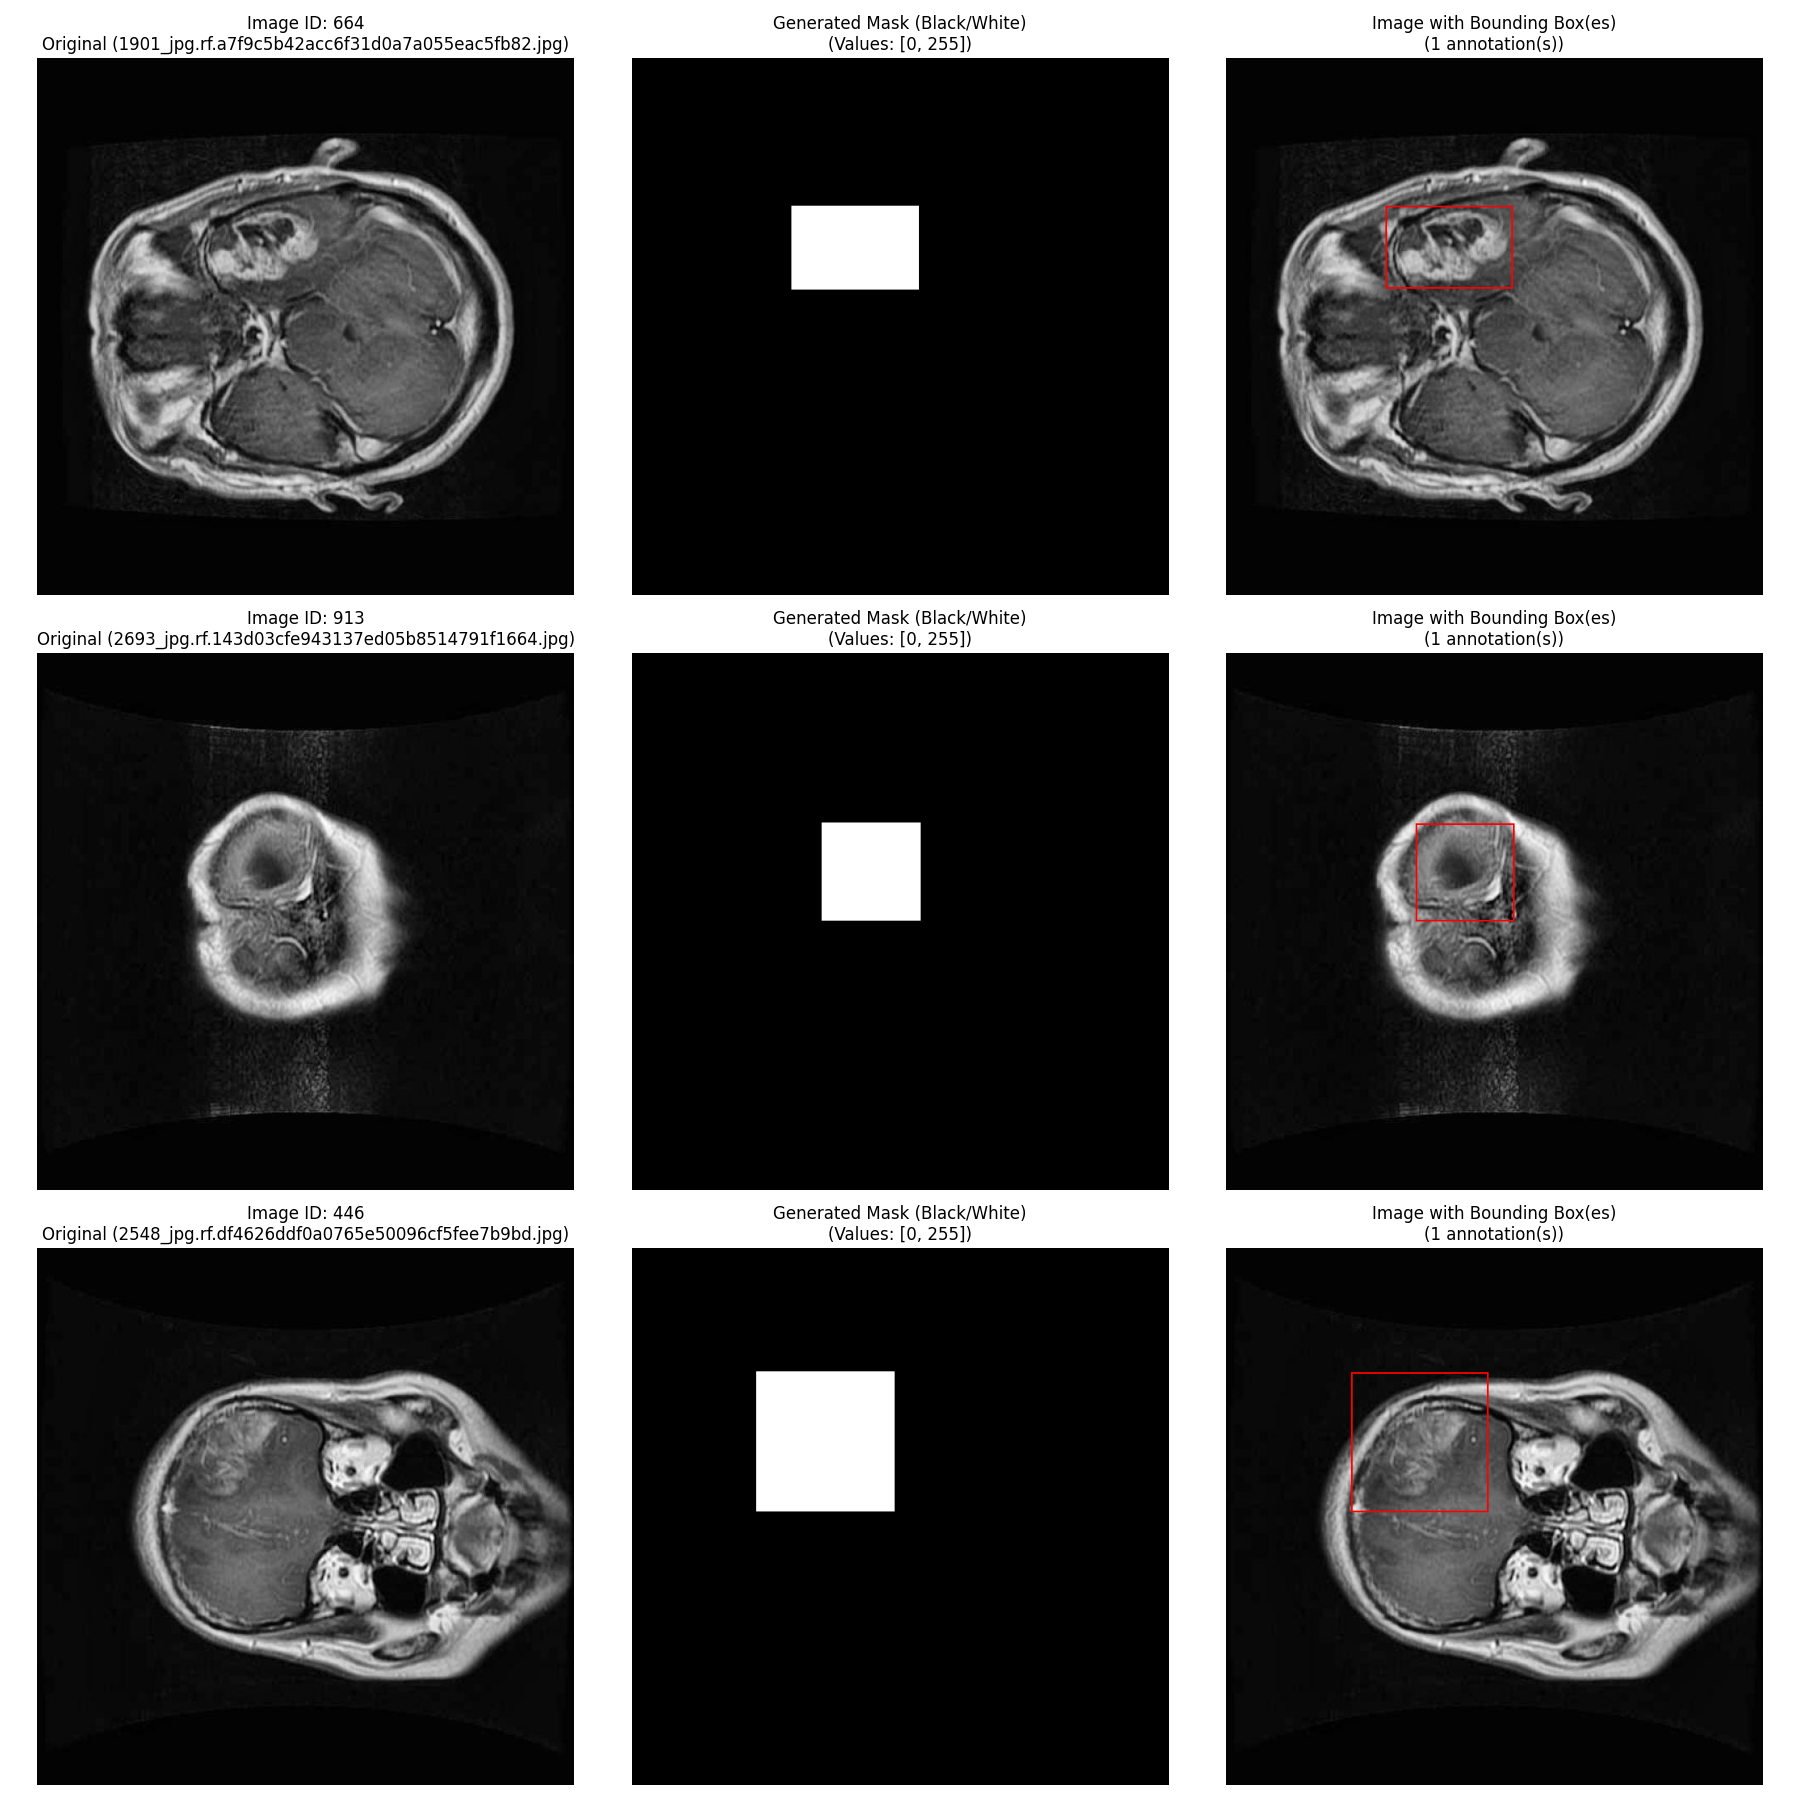 Image ID: 664
Original (1901_jpg.rf.a7f9c5b42acc6f31d0a7a055eac5fb82.jpg)
Generated Mask (Black/White)
(Values: [0, 255])
Image with Bounding Box(es)
(1 annotation(s))
Image ID: 913
Original (2693_jpg.rf.143d03cfe943137ed05b8514791f1664.jpg)
Generated Mask (Black/White)
(Values: [0, 255])
Image with Bounding Box(es)
(1 annotation(s))
Image ID: 446
Original (2548_jpg.rf.df4626ddf0a0765e50096cf5fee7b9bd.jpg)
Generated Mask (Black/White)
(Values: [0, 255])
Image with Bounding Box(es)
(1 annotation(s))